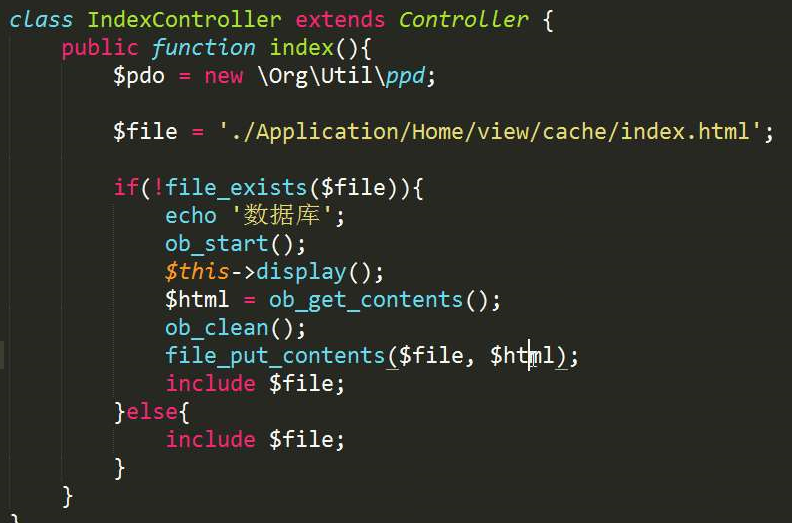 class IndexController extends Controller {
public function index(){
$pdo = new \Org\Util\ppd;
$file = './Application/Home/view/cache/index.html';
if(!file_exists($file)){
echo '数据库';
ob_start();
$this->display();
$html = ob_get_contents();
ob_clean();
file_put_contents($file, $html);
include $file;
}else{
include $file;
}
}
}